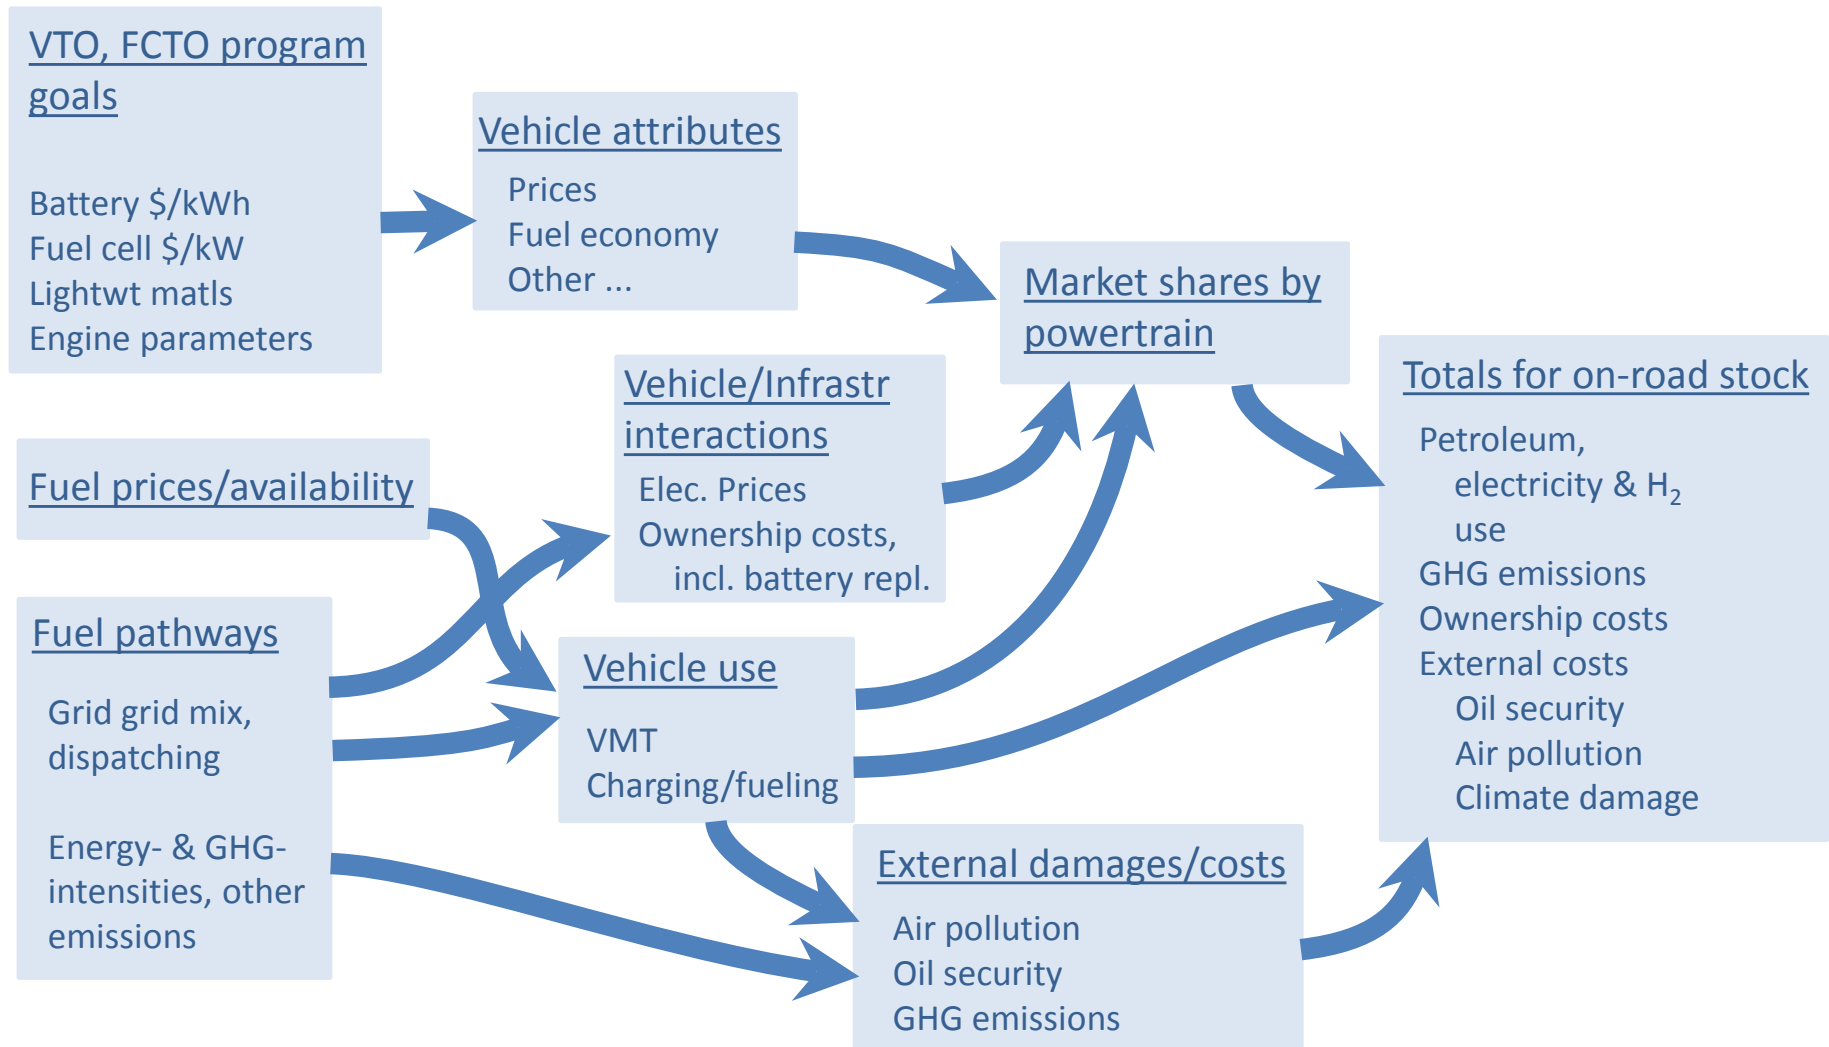 VTO, FCTO program
goals
Battery $/kWh
Fuel cell $/kW
Lightwt matls
Engine parameters
Vehicle attributes
Prices
Fuel economy
Other ...
Market shares by
powertrain
Vehicle/Infrastr
interactions
Elec. Prices
Ownership costs,
incl. battery repl.
Fuel prices/availability
Fuel pathways
Grid grid mix,
dispatching
Energy- & GHG-
intensities, other
emissions
Vehicle use
VMT
Charging/fueling
External damages/costs
Air pollution
Oil security
GHG emissions
Totals for on-road stock
Petroleum,
electricity & H₂
use
GHG emissions
Ownership costs
External costs
Oil security
Air pollution
Climate damage